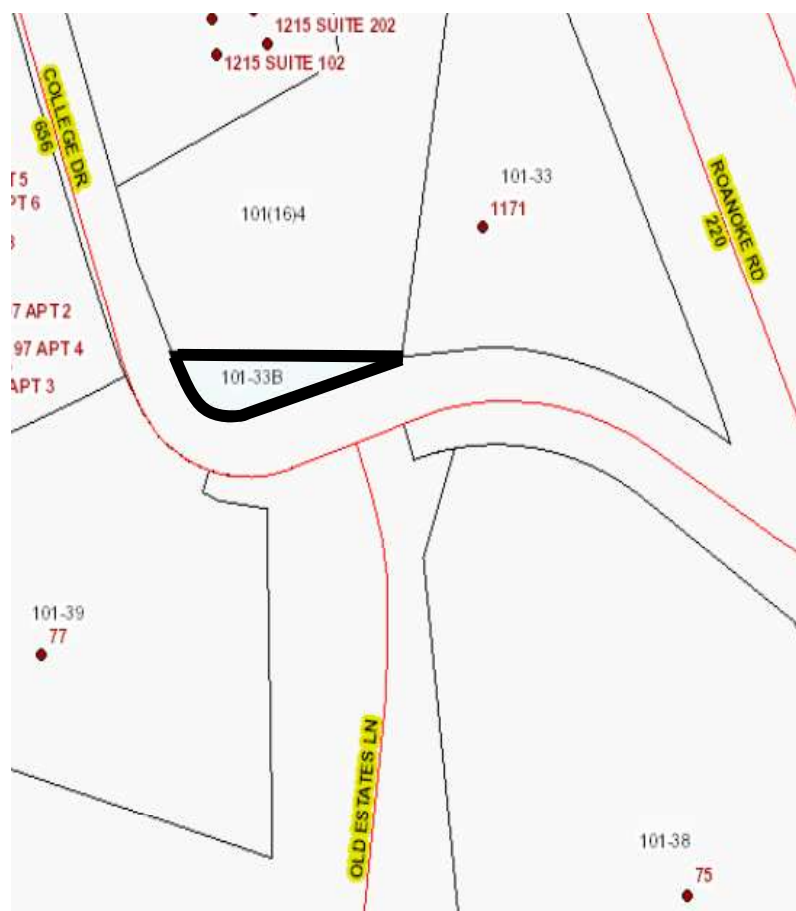 1215 SUITE 202
1215 SUITE 102
COLLEGE DR
656
T 5
PT 6
101-33
1171
ROANOKE RD
220
101(16)4
7 APT 2
97 APT 4
APT 3
101-33B
101-39
77
OLD ESTATES LN
101-38
75